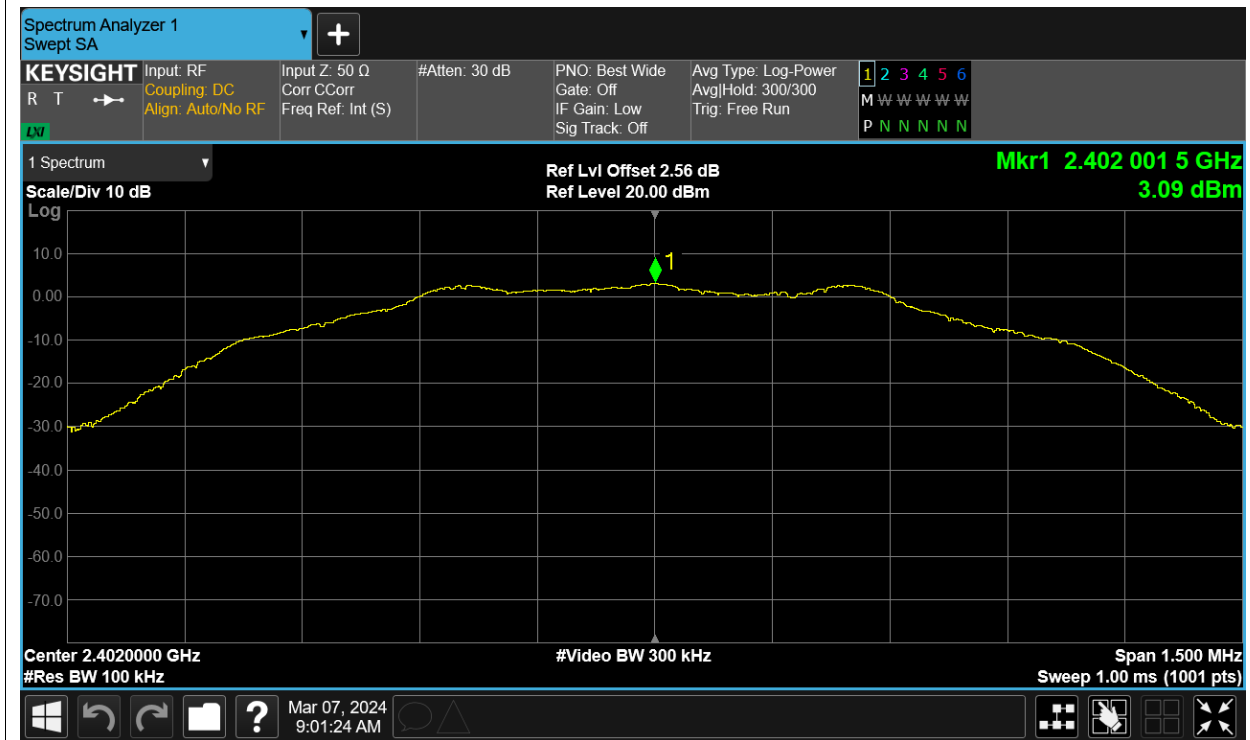 Spectrum Analyzer 1
Swept SA
KEYSIGHT
R T
LXI
Input: RF
Coupling: DC
Align: Auto/No RF
Input Z: 50 Ω
Corr CCorr
Freq Ref: Int (S)
#Atten: 30 dB
PNO: Best Wide
Gate: Off
IF Gain: Low
Sig Track: Off
Avg Type: Log-Power
Avg|Hold: 300/300
Trig: Free Run
1 2 3 4 5 6
M W W W W W
P N N N N N
1 Spectrum
Scale/Div 10 dB
Ref Lvl Offset 2.56 dB
Ref Level 20.00 dBm
Mkr1 2.402 001 5 GHz
3.09 dBm
Log
10.0
0.00
-10.0
-20.0
-30.0
-40.0
-50.0
-60.0
-70.0
1
Center 2.4020000 GHz
#Res BW 100 kHz
#Video BW 300 kHz
Span 1.500 MHz
Sweep 1.00 ms (1001 pts)
?
Mar 07, 2024
9:01:24 AM